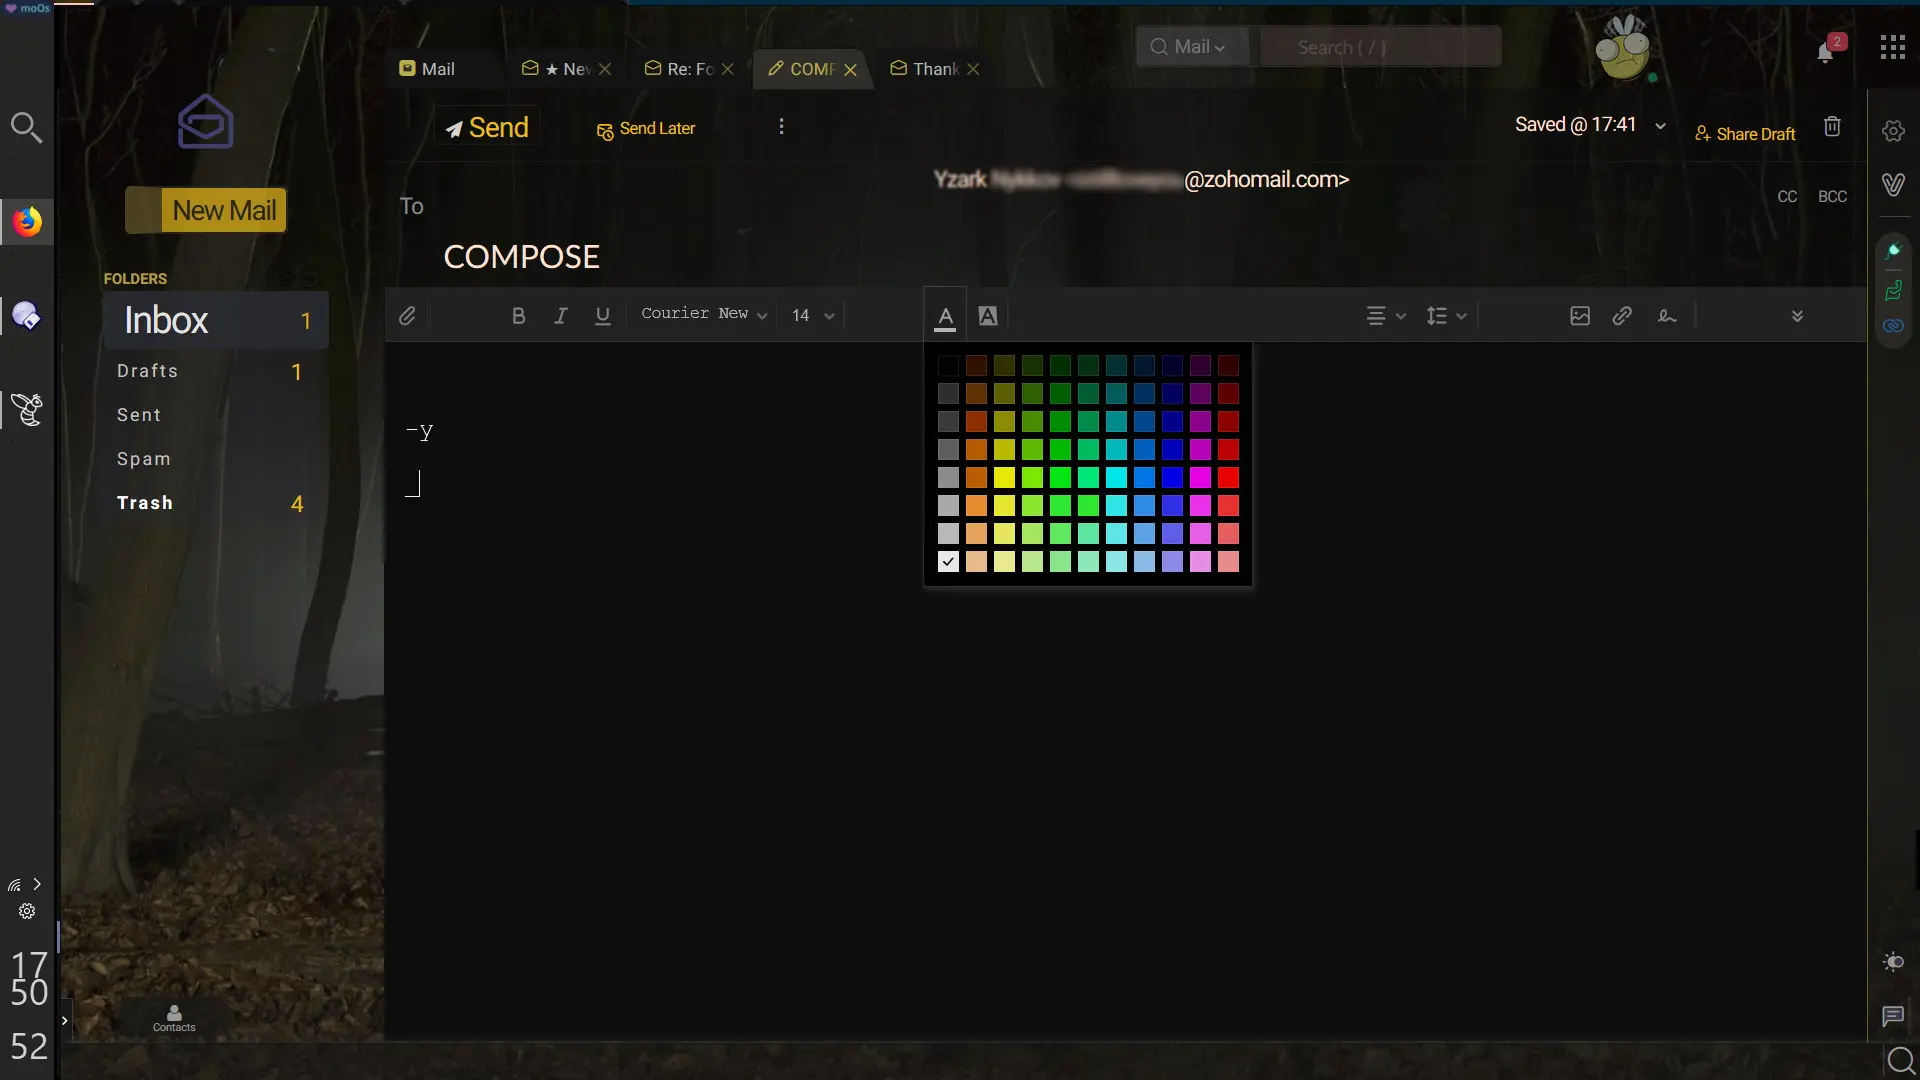 moOs
Mail
★ Nev
Re: Fo
COMP
Thank
Mail
Search ( / )
2
Send
Send Later
Saved @ 17:41
Share Draft
Yzark
@zohomail.com>
To
CC
BCC
COMPOSE
New Mail
FOLDERS
Inbox 1
Drafts 1
Sent
Spam
Trash 4
B I U Courier New 14 A A
-y
17
50
52
Contacts